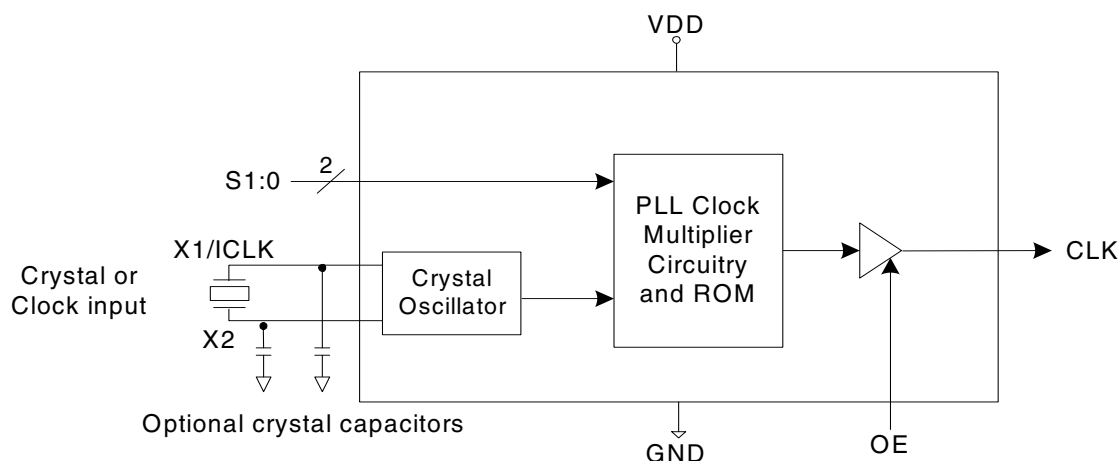 VDD
2
S1:0
PLL Clock
Multiplier
Circuitry
and ROM
X1/ICLK
CLK
Crystal or
Clock input
Crystal
Oscillator
X2
Optional crystal capacitors
GND
OE